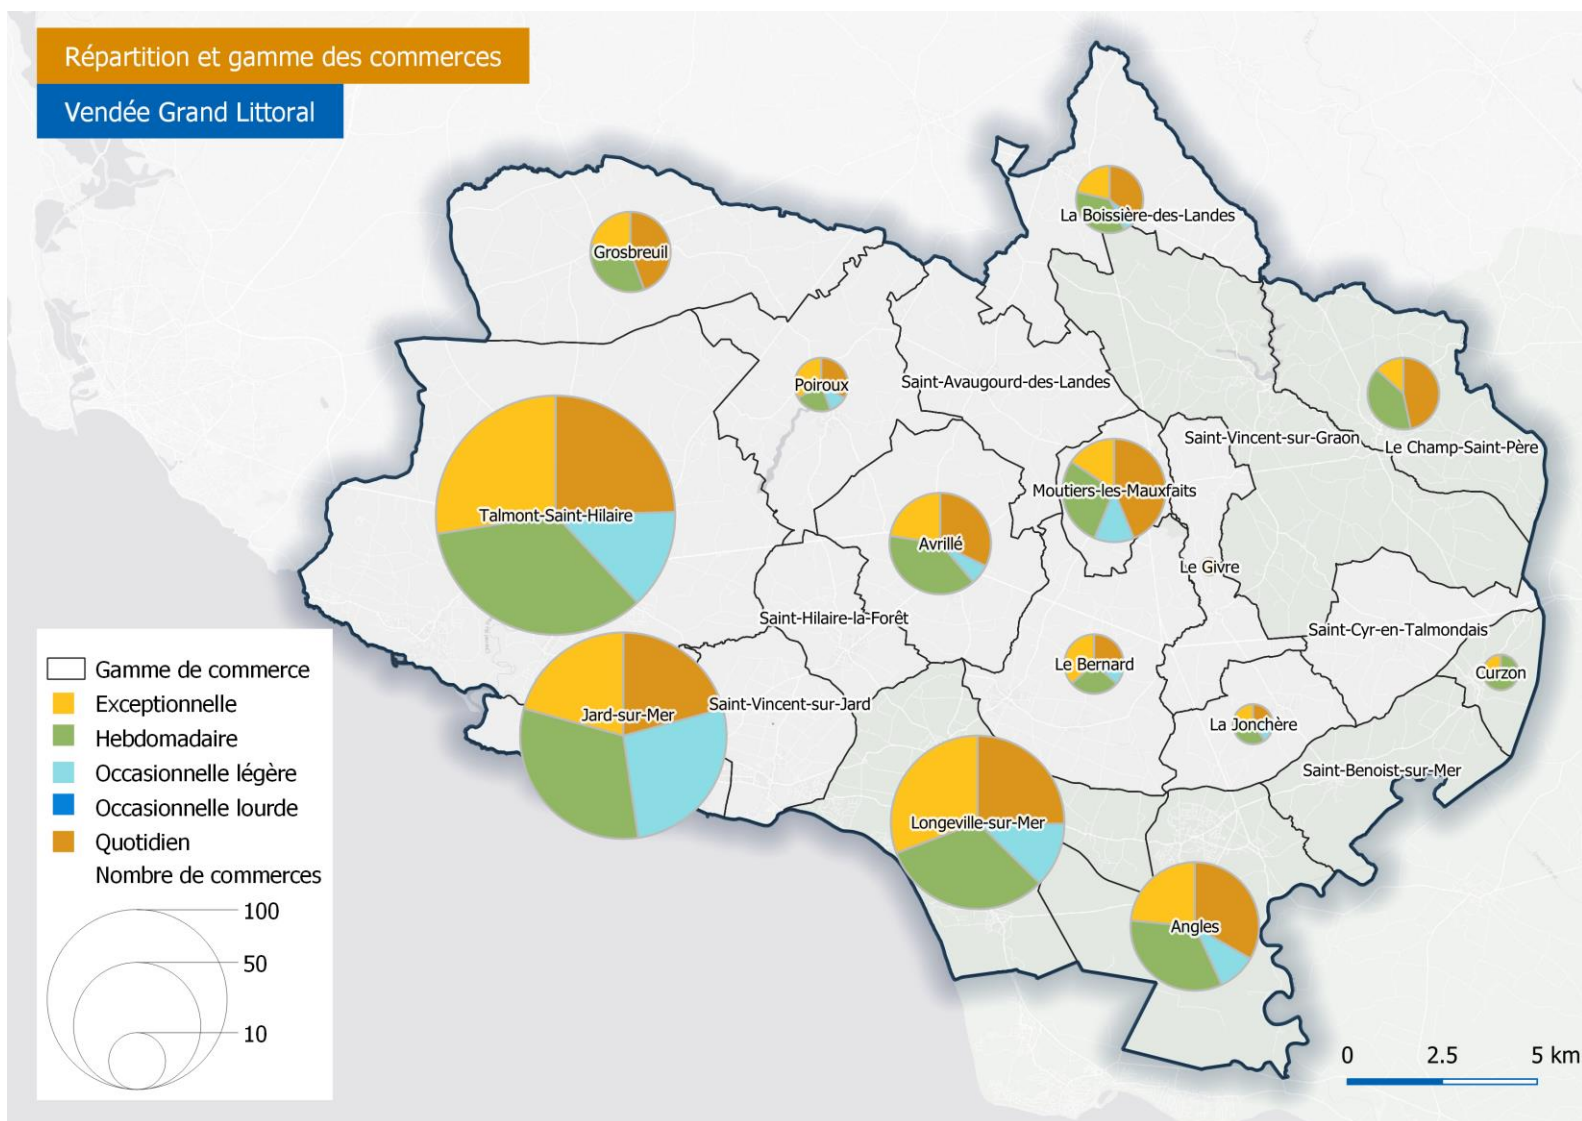 Répartition et gamme des commerces
Vendée Grand Littoral
La Boissière-des-Landes
Grosbreuil
Poiroux
Saint-Avaugourd-des-Landes
Saint-Vincent-sur-Graon
Le Champ-Saint-Père
Moutiers-les-Mauxfaits
Talmont-Saint-Hilaire
Avrillé
Le Givre
Saint-Hilaire-la-Forêt
Saint-Cyr-en-Talmondais
Le Bernard
Curzon
Saint-Vincent-sur-Jard
Jard-sur-Mer
La Jonchère
Saint-Benoist-sur-Mer
Longeville-sur-Mer
Angles
Gamme de commerce
Exceptionnelle
Hebdomadaire
Occasionnelle légère
Occasionnelle lourde
Quotidien
Nombre de commerces
100
50
10
0 2.5 5 km